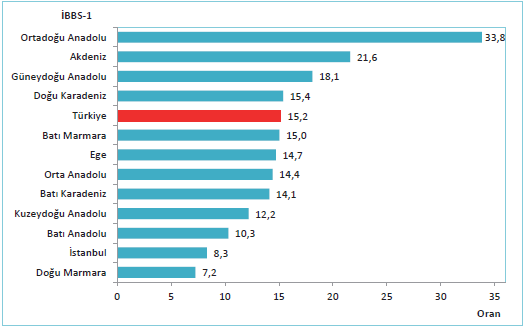 İBBS-1
Ortadoğu Anadolu 33,8
Akdeniz 21,6
Güneydoğu Anadolu 18,1
Doğu Karadeniz 15,4
Türkiye 15,2
Batı Marmara 15,0
Ege 14,7
Orta Anadolu 14,4
Batı Karadeniz 14,1
Kuzeydoğu Anadolu 12,2
Batı Anadolu 10,3
İstanbul 8,3
Doğu Marmara 7,2
0 5 10 15 20 25 30 35
Oran